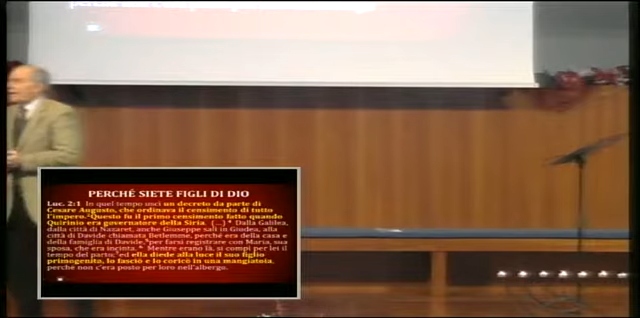 PERCHÉ SIETE FIGLI DI DIO
Luc. 2:1 In quel tempo uscì un decreto da parte di
Cesare Augusto, che ordinava il censimento di tutto
l'impero. ²Questo fu il primo censimento fatto quando
Quirinio era governatore della Siria. (...) ⁴ Dalla Galilea,
dalla città di Nazaret, anche Giuseppe salì in Giudea, alla
città di Davide chiamata Betlemme, perché era della casa e
della famiglia di Davide, ⁵per farsi registrare con Maria, sua
sposa, che era incinta. ⁶ Mentre erano là, si compì per lei il
tempo del parto; ⁷ed ella diede alla luce il suo figlio
primogenito, lo fasciò e lo coricò in una mangiatoia,
perché non c'era posto per loro nell'albergo.